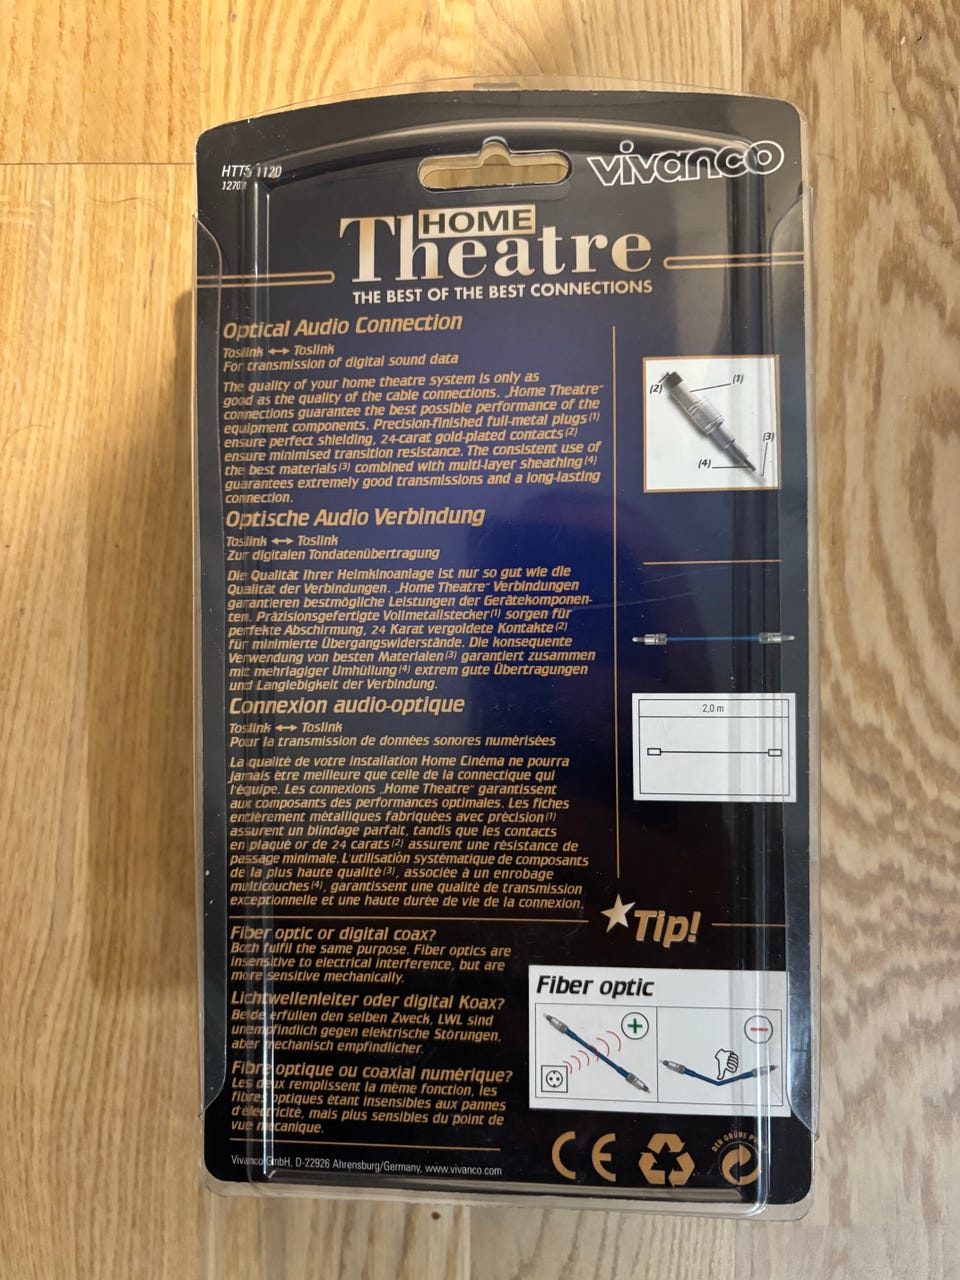 HTTS 1120
vivanco
HOME
Theatre
THE BEST OF THE BEST CONNECTIONS
Optical Audio Connection
Toslink ↔ Toslink
For transmission of digital sound data
The quality of your home theatre system is only as
good as the quality of the cable connections. „Home Theatre"
connections guarantee the best possible performance of the
equipment components. Precision-finished full-metal plugs(1)
ensure perfect shielding, 24-carat gold-plated contacts(2)
ensure minimised transition resistance. The consistent use of
the best materials(3) combined with multi-layer sheathing(4)
guarantees extremely good transmissions and a long-lasting
connection.
(1)
(2)
(3)
(4)
Optische Audio Verbindung
Toslink ↔ Toslink
Zur digitalen Tondatenübertragung
Die Qualität Ihrer Heimkinoanlage ist nur so gut wie die
Qualität der Verbindungen. „Home Theatre" Verbindungen
garantieren bestmögliche Leistungen der Gerätekomponen-
ten. Präzisionsgefertigte Vollmetallstecker(1) sorgen für
perfekte Abschirmung, 24 Karat vergoldete Kontakte(2)
für minimierte Übergangswiderstände. Die konsequente
Verwendung von besten Materialen(3) garantiert zusammen
mit mehrlagiger Umhüllung(4) extrem gute Übertragungen
und Langlebigkeit der Verbindung.
Connexion audio-optique
Toslink ↔ Toslink
Pour la transmission de données sonores numérisées
La qualité de votre installation Home Cinéma ne pourra
jamais être meilleure que celle de la connectique qui
l'équipe. Les connexions „Home Theatre" garantissent
aux composants des performances optimales. Les fiches
entièrement métalliques fabriquées avec précision(1)
assurent un blindage parfait, tandis que les contacts
en plaqué or de 24 carats(2) assurent une résistance de
passage minimale. L'utilisation systématique de composants
de la plus haute qualité(3), associée à un enrobage
multicouches(4), garantissent une qualité de transmission
exceptionnelle et une haute durée de vie de la connexion.
2,0 m
Tip!
Fiber optic or digital coax?
Both fulfil the same purpose. Fiber optics are
insensitive to electrical interference, but are
more sensitive mechanically.
Lichtwellenleiter oder digital Koax?
Beide erfüllen den selben Zweck, LWL sind
unempfindlich gegen elektrische Störungen,
aber mechanisch empfindlicher.
Fibre optique ou coaxial numérique?
Les deux remplissent la même fonction, les
fibres optiques étant insensibles aux pannes
d'électricité, mais plus sensibles du point de
vue mécanique.
Fiber optic
Vivanco GmbH, D-22926 Ahrensburg/Germany, www.vivanco.com
CE
DER GRÜNE